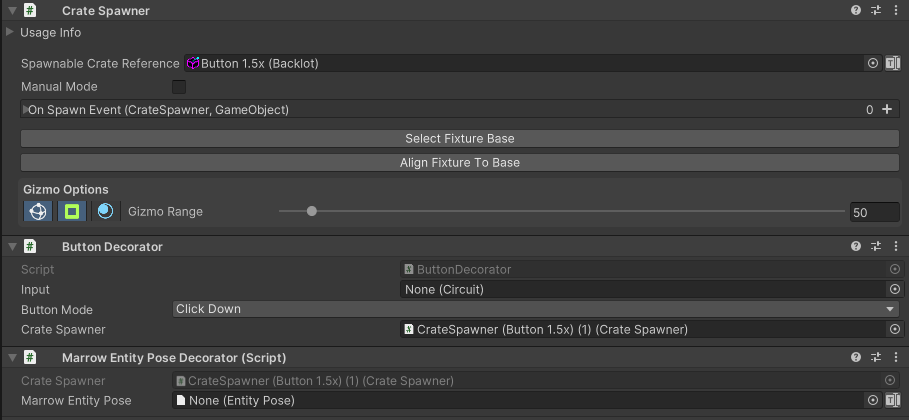 Crate Spawner
Usage Info
Spawnable Crate Reference Button 1.5x (Backlot)
Manual Mode
On Spawn Event (CrateSpawner, GameObject) 0
Select Fixture Base
Align Fixture To Base
Gizmo Options
Gizmo Range 50
Button Decorator
Script ButtonDecorator
Input None (Circuit)
Button Mode Click Down
Crate Spawner CrateSpawner (Button 1.5x) (1) (Crate Spawner)
Marrow Entity Pose Decorator (Script)
Crate Spawner CrateSpawner (Button 1.5x) (1) (Crate Spawner)
Marrow Entity Pose None (Entity Pose)